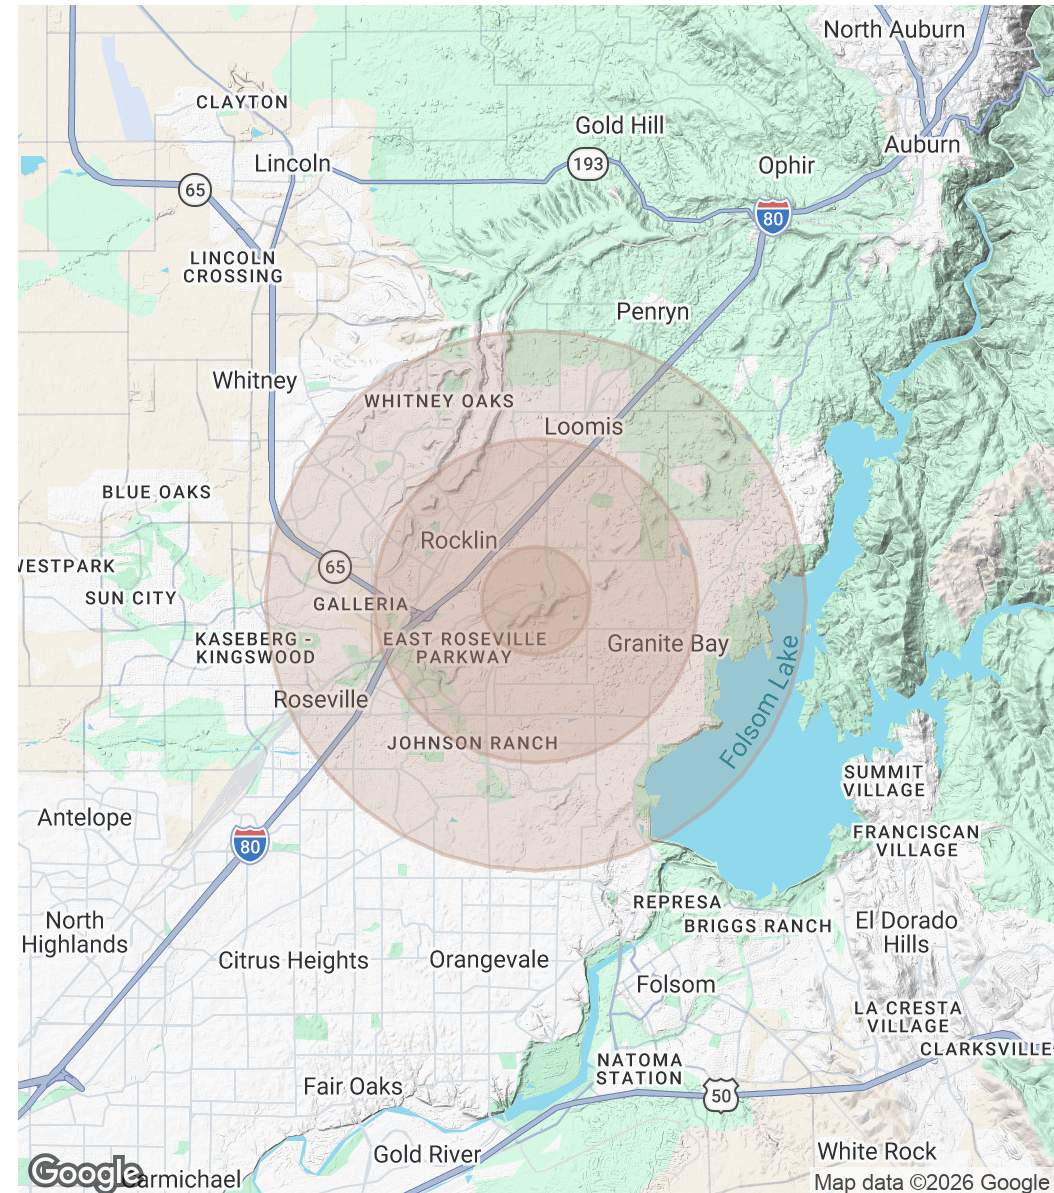 North Auburn
CLAYTON
Gold Hill
Auburn
Lincoln
193
Ophir
65
80
LINCOLN
CROSSING
Penryn
Whitney
WHITNEY OAKS
Loomis
BLUE OAKS
Rocklin
WESTPARK
65
SUN CITY
GALLERIA
KASEBERG -
KINGSWOOD
EAST ROSEVILLE
PARKWAY
Granite Bay
Folsom Lake
Roseville
JOHNSON RANCH
SUMMIT
VILLAGE
Antelope
FRANCISCAN
VILLAGE
80
REPRESA
North
Highlands
BRIGGS RANCH
El Dorado
Hills
Citrus Heights
Orangevale
Folsom
LA CRESTA
VILLAGE
CLARKSVILLE
NATOMA
STATION
Fair Oaks
50
Gold River
White Rock
Google
Carmichael
Map data ©2026 Google